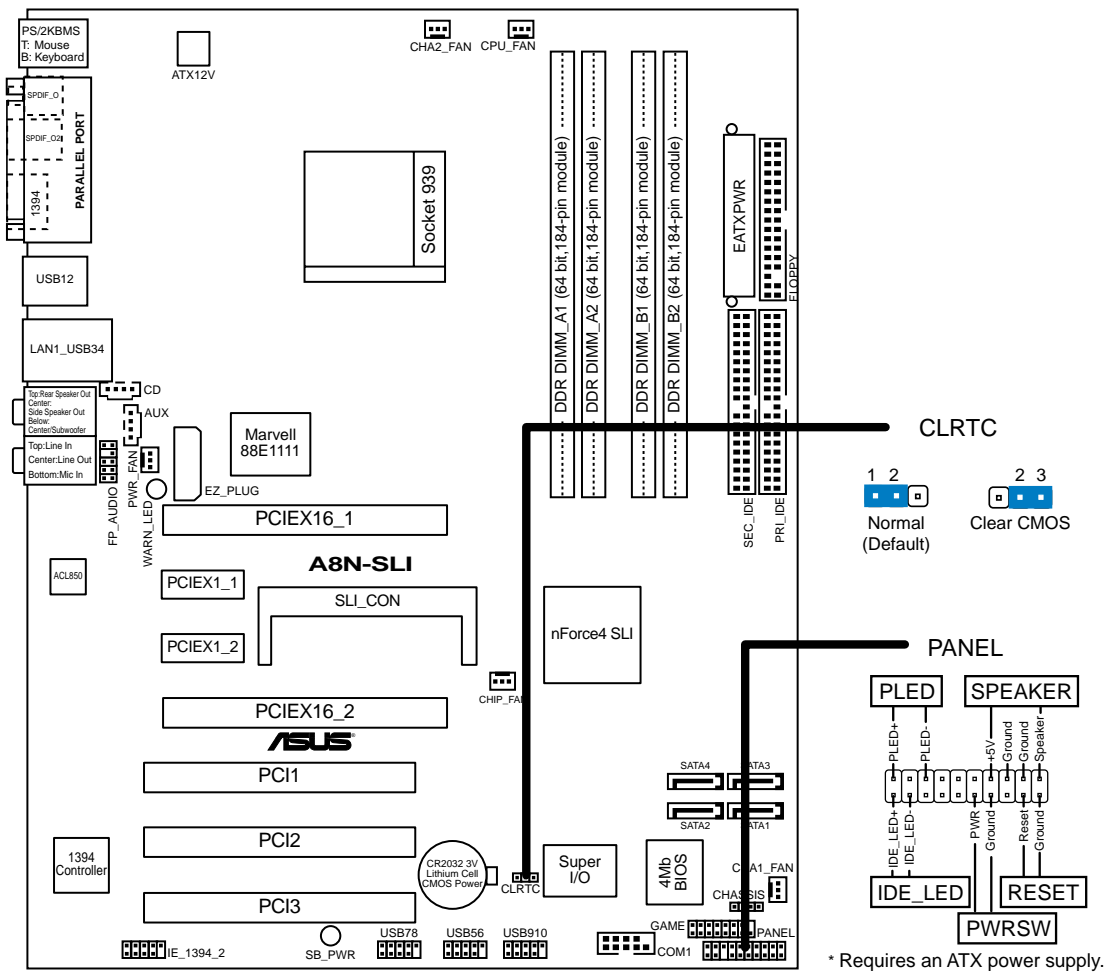 PS/2KBMS
T: Mouse
B: Keyboard
ATX12V
CHA2_FAN
CPU_FAN
SPDIF_O
SPDIF_O2
1394
PARALLEL PORT
Socket 939
DDR DIMM_A1 (64 bit,184-pin module)
DDR DIMM_A2 (64 bit,184-pin module)
DDR DIMM_B1 (64 bit,184-pin module)
DDR DIMM_B2 (64 bit,184-pin module)
EATXPWR
FLOPPY
USB12
LAN1_USB34
Top:Rear Speaker Out
Center:
Side Speaker Out
Below:
Center/Subwoofer
Top:Line In
Center:Line Out
Bottom:Mic In
CD
AUX
FP_AUDIO
PWR_FAN
WARN_LED
EZ_PLUG
Marvell
88E1111
SEC_IDE
PRI_IDE
CLRTC
1 2
Normal
(Default)
2 3
Clear CMOS
PCIEX16_1
A8N-SLI
ACL850
PCIEX1_1
SLI_CON
PCIEX1_2
nForce4 SLI
CHIP_FAN
PCIEX16_2
ASUS
PCI1
PCI2
PCI3
SATA4
SATA3
SATA2
SATA1
1394
Controller
CR2032 3V
Lithium Cell
CMOS Power
CLRTC
Super
I/O
4Mb
BIOS
CHA1_FAN
CHASSIS
GAME
PANEL
IE_1394_2
SB_PWR
USB78
USB56
USB910
COM1
PANEL
PLED
SPEAKER
PLED+
PLED-
+5V
Ground
Ground
Speaker
IDE_LED+
IDE_LED-
PWR
Ground
Reset
Ground
IDE_LED
RESET
PWRSW
* Requires an ATX power supply.